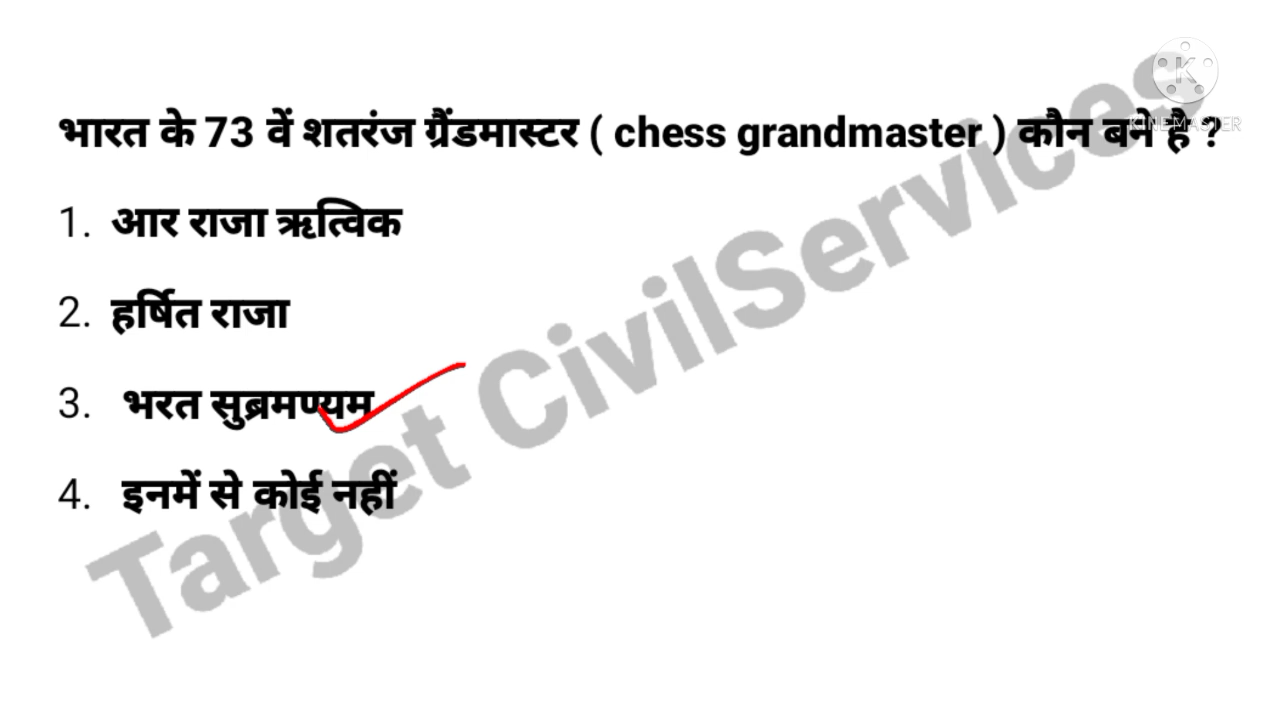 भारत के 73 वें शतरंज ग्रैंडमास्टर ( chess grandmaster ) कौन बने है ?
1. आर राजा ऋत्विक
2. हर्षित राजा
3. भरत सुब्रमण्यम
4. इनमें से कोई नहीं
Target CivilServices
K
KINEMASTER